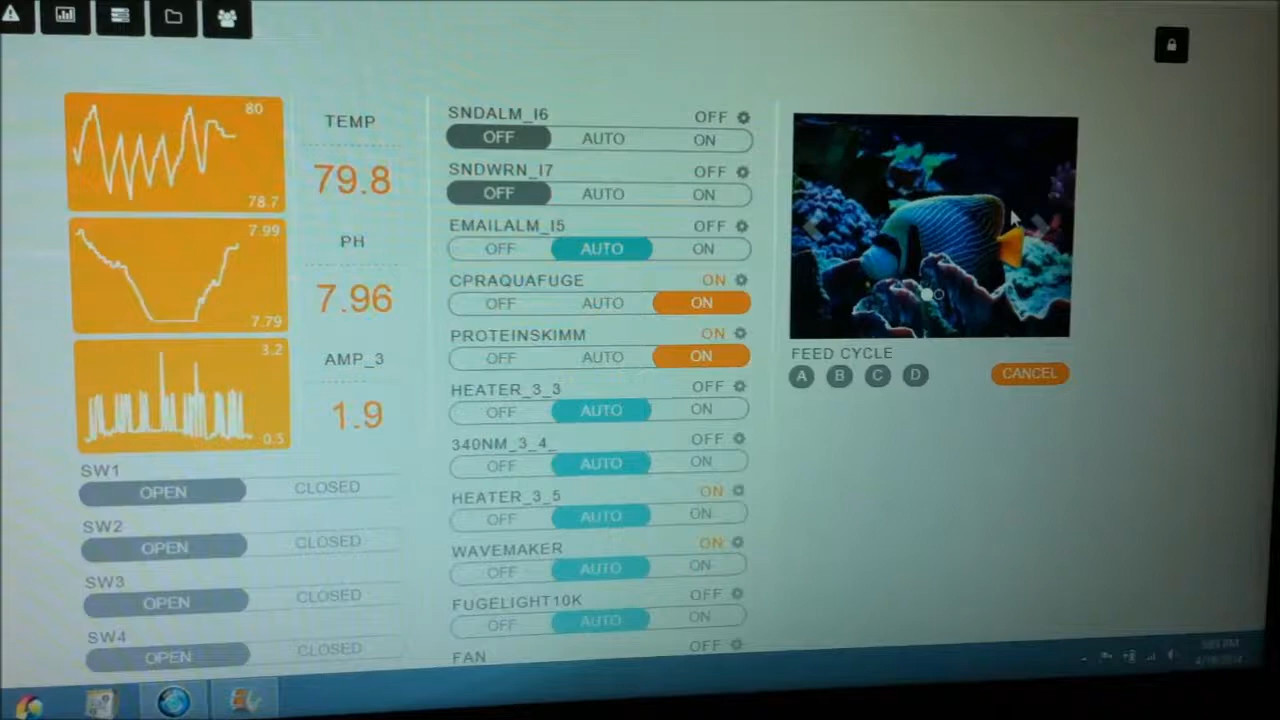 80
TEMP
79.8
78.7
7.99
PH
7.96
7.79
3.2
AMP_3
1.9
0.5
SW1
OPEN CLOSED
SW2
OPEN CLOSED
SW3
OPEN CLOSED
SW4
OPEN CLOSED
SNDALM_I6 OFF
OFF AUTO ON
SNDWRN_I7 OFF
OFF AUTO ON
EMAILALM_I5 OFF
OFF AUTO ON
CPRAQUAFUGE ON
OFF AUTO ON
PROTEINSKIMM ON
OFF AUTO ON
HEATER_3_3 OFF
OFF AUTO ON
340NM_3_4_ OFF
OFF AUTO ON
HEATER_3_5 ON
OFF AUTO ON
WAVEMAKER ON
OFF AUTO ON
FUGELIGHT10K OFF
OFF AUTO ON
FAN OFF
FEED CYCLE
A B C D CANCEL